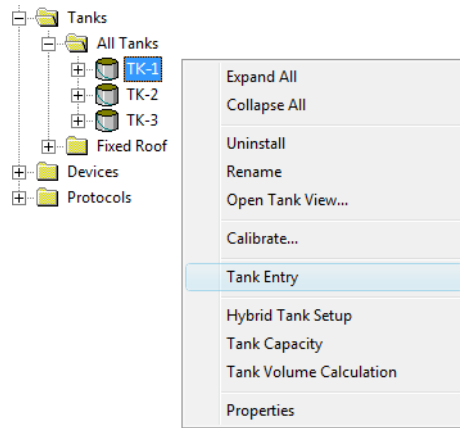 Tanks
All Tanks
TK-1
TK-2
TK-3
Fixed Roof
Devices
Protocols
Expand All
Collapse All
Uninstall
Rename
Open Tank View...
Calibrate...
Tank Entry
Hybrid Tank Setup
Tank Capacity
Tank Volume Calculation
Properties